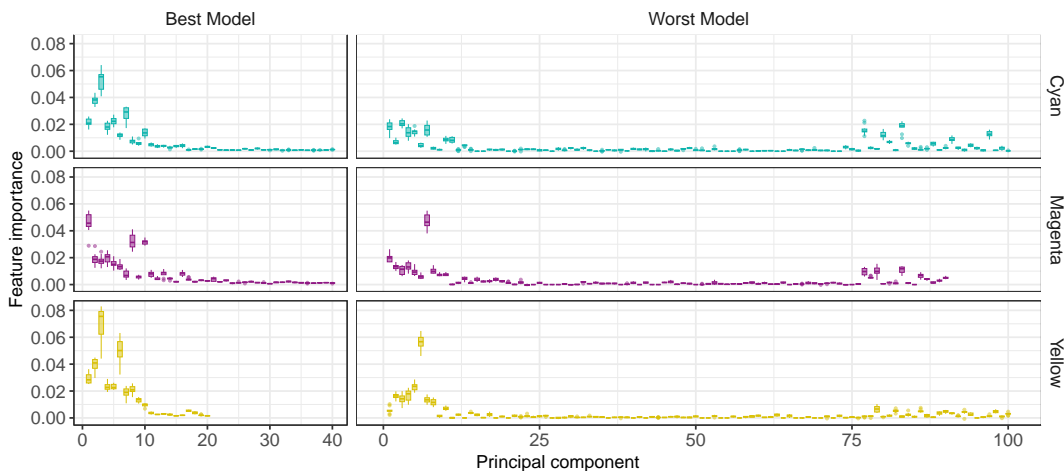 Best Model
Worst Model
Feature importance
0.08
0.06
0.04
0.02
0.00
Cyan
0.08
0.06
0.04
0.02
0.00
Magenta
0.08
0.06
0.04
0.02
0.00
Yellow
0 10 20 30 40
0 25 50 75 100
Principal component